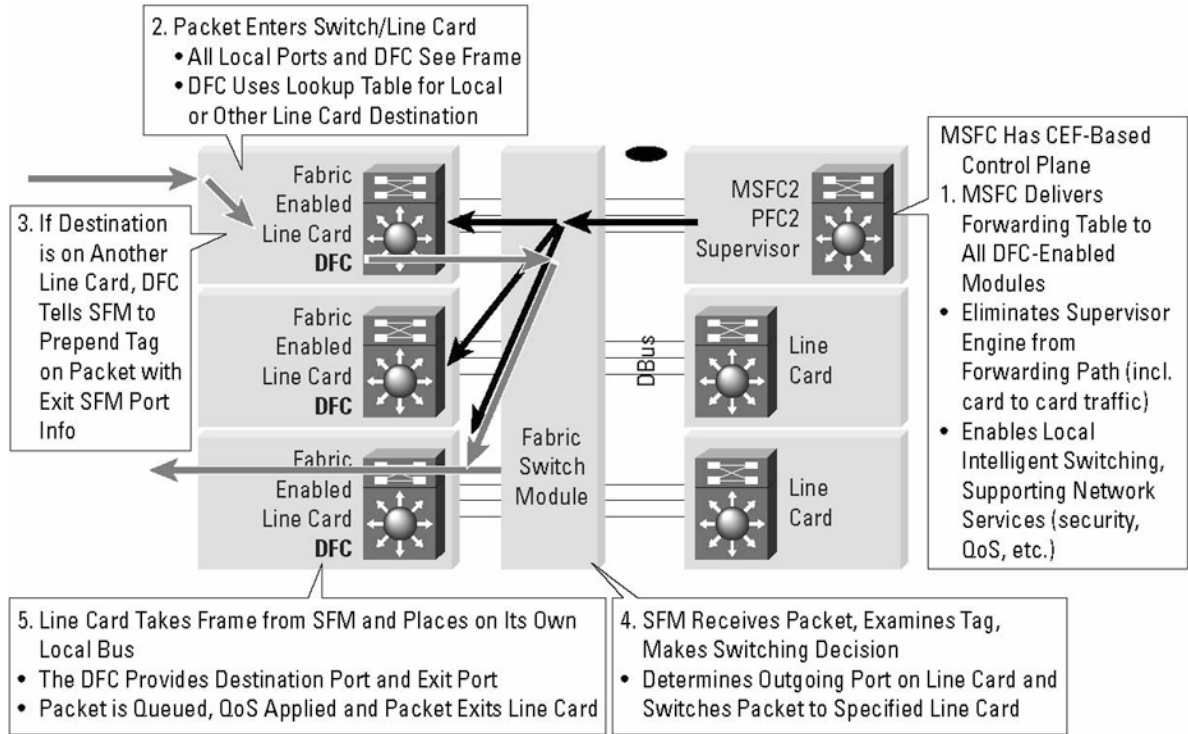 2. Packet Enters Switch/Line Card
• All Local Ports and DFC See Frame
• DFC Uses Lookup Table for Local
or Other Line Card Destination
3. If Destination
is on Another
Line Card, DFC
Tells SFM to
Prepend Tag
on Packet with
Exit SFM Port
Info
Fabric
Enabled
Line Card
DFC
Fabric
Enabled
Line Card
DFC
Fabric
Enabled
Line Card
DFC
Fabric
Switch
Module
DBus
MSFC2
PFC2
Supervisor
Line
Card
Line
Card
MSFC Has CEF-Based
Control Plane
1. MSFC Delivers
Forwarding Table to
All DFC-Enabled
Modules
• Eliminates Supervisor
Engine from
Forwarding Path (incl.
card to card traffic)
• Enables Local
Intelligent Switching,
Supporting Network
Services (security,
QoS, etc.)
5. Line Card Takes Frame from SFM and Places on Its Own
Local Bus
• The DFC Provides Destination Port and Exit Port
• Packet is Queued, QoS Applied and Packet Exits Line Card
4. SFM Receives Packet, Examines Tag,
Makes Switching Decision
• Determines Outgoing Port on Line Card and
Switches Packet to Specified Line Card